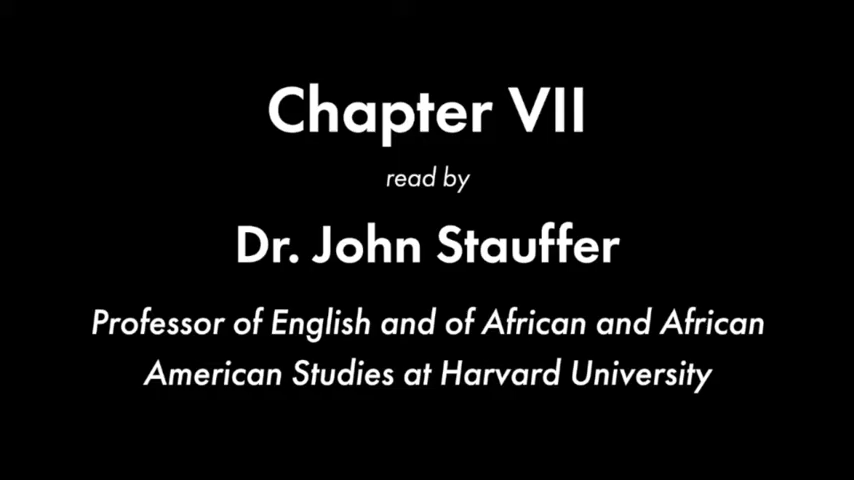 Chapter VII
read by
Dr. John Stauffer
Professor of English and of African and African
American Studies at Harvard University